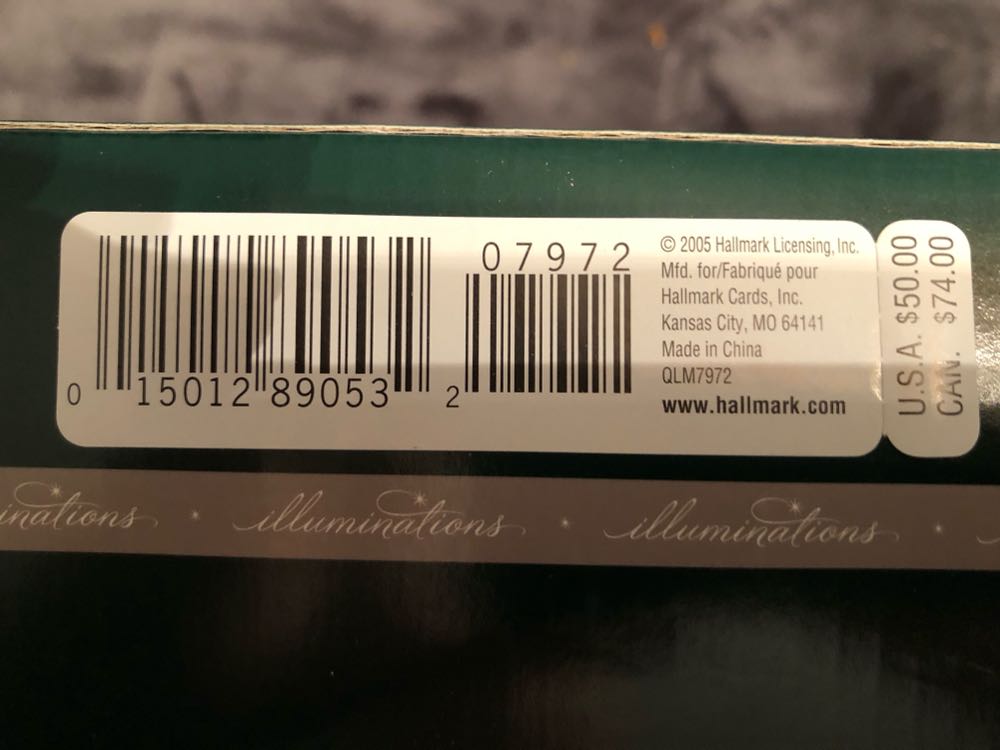 0 15012 89053 2
07972
© 2005 Hallmark Licensing, Inc.
Mfd. for/Fabriqué pour
Hallmark Cards, Inc.
Kansas City, MO 64141
Made in China
QLM7972
www.hallmark.com
U.S.A. $50.00
CAN. $74.00
inations · illuminations · illuminations ·